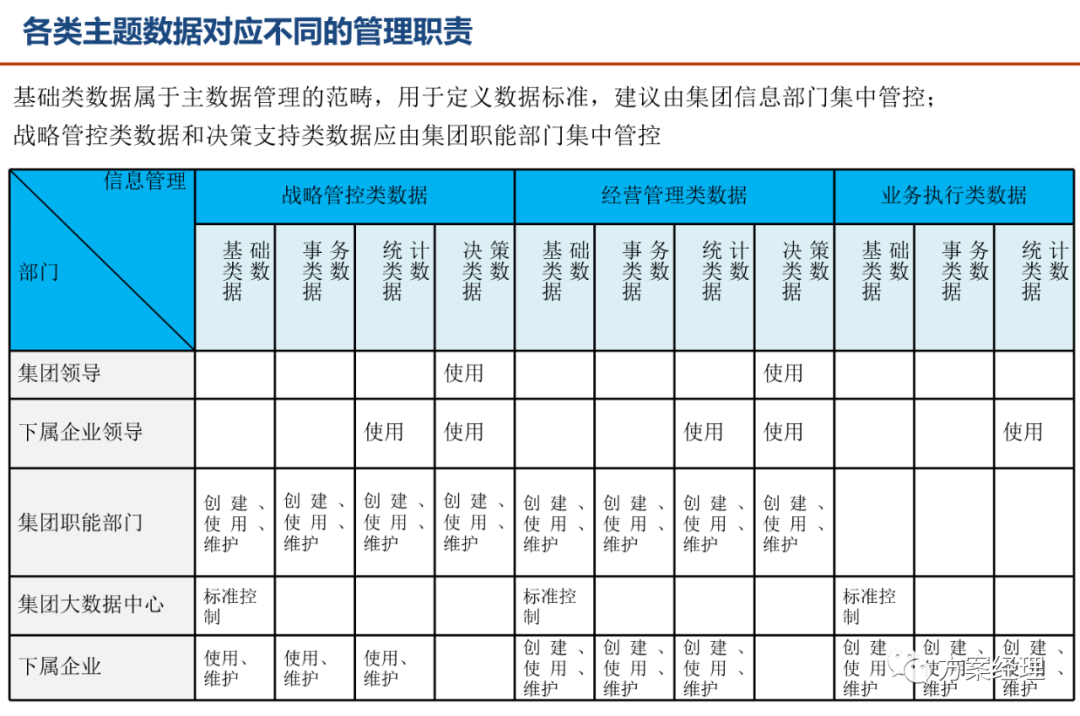 各类主题数据对应不同的管理职责
基础类数据属于主数据管理的范畴，用于定义数据标准，建议由集团信息部门集中管控；
战略管控类数据和决策支持类数据应由集团职能部门集中管控
信息管理
部门
战略管控类数据 经营管理类数据 业务执行类数据
基础类数据 事务类数据 统计类数据 决策类数据 基础类数据 事务类数据 统计类数据 决策类数据 基础类数据 事务类数据 统计类数据
集团领导 使用 使用
下属企业领导 使用 使用 使用 使用 使用
集团职能部门 创建、使用、维护 创建、使用、维护 创建、使用、维护 创建、使用、维护 创建、使用、维护 创建、使用、维护 创建、使用、维护 创建、使用、维护
集团大数据中心 标准控制 标准控制 标准控制
下属企业 使用、维护 使用、维护 使用、维护 创建、使用、维护 创建、使用、维护 创建、使用、维护 创建、使用、维护 创建、使用、维护 创建、使用、维护
方案经理